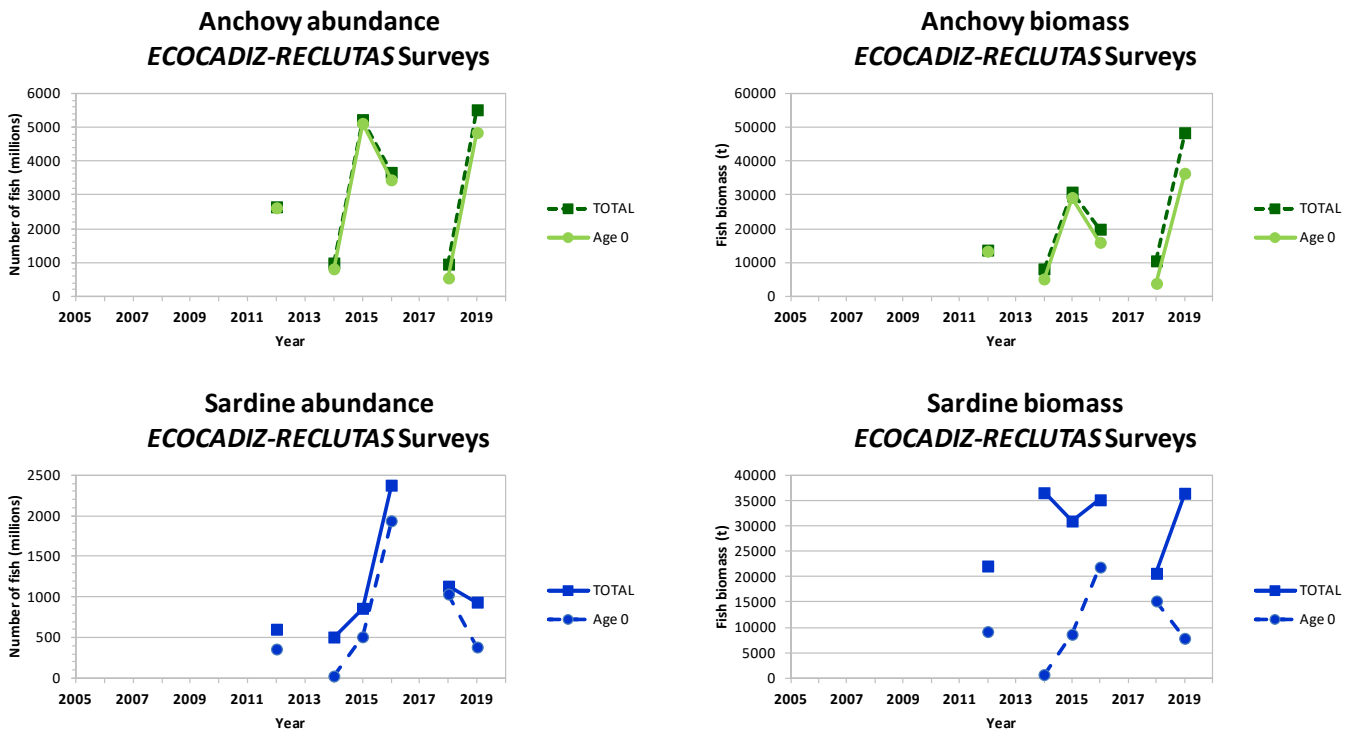 Anchovy abundance
ECOCADIZ-RECLUTAS Surveys
Number of fish (millions)
6000
5000
4000
3000
2000
1000
0
2005 2007 2009 2011 2013 2015 2017 2019
Year
TOTAL
Age 0
Anchovy biomass
ECOCADIZ-RECLUTAS Surveys
Fish biomass (t)
60000
50000
40000
30000
20000
10000
0
2005 2007 2009 2011 2013 2015 2017 2019
Year
TOTAL
Age 0
Sardine abundance
ECOCADIZ-RECLUTAS Surveys
Number of fish (millions)
2500
2000
1500
1000
500
0
2005 2007 2009 2011 2013 2015 2017 2019
Year
TOTAL
Age 0
Sardine biomass
ECOCADIZ-RECLUTAS Surveys
Fish biomass (t)
40000
35000
30000
25000
20000
15000
10000
5000
0
2005 2007 2009 2011 2013 2015 2017 2019
Year
TOTAL
Age 0